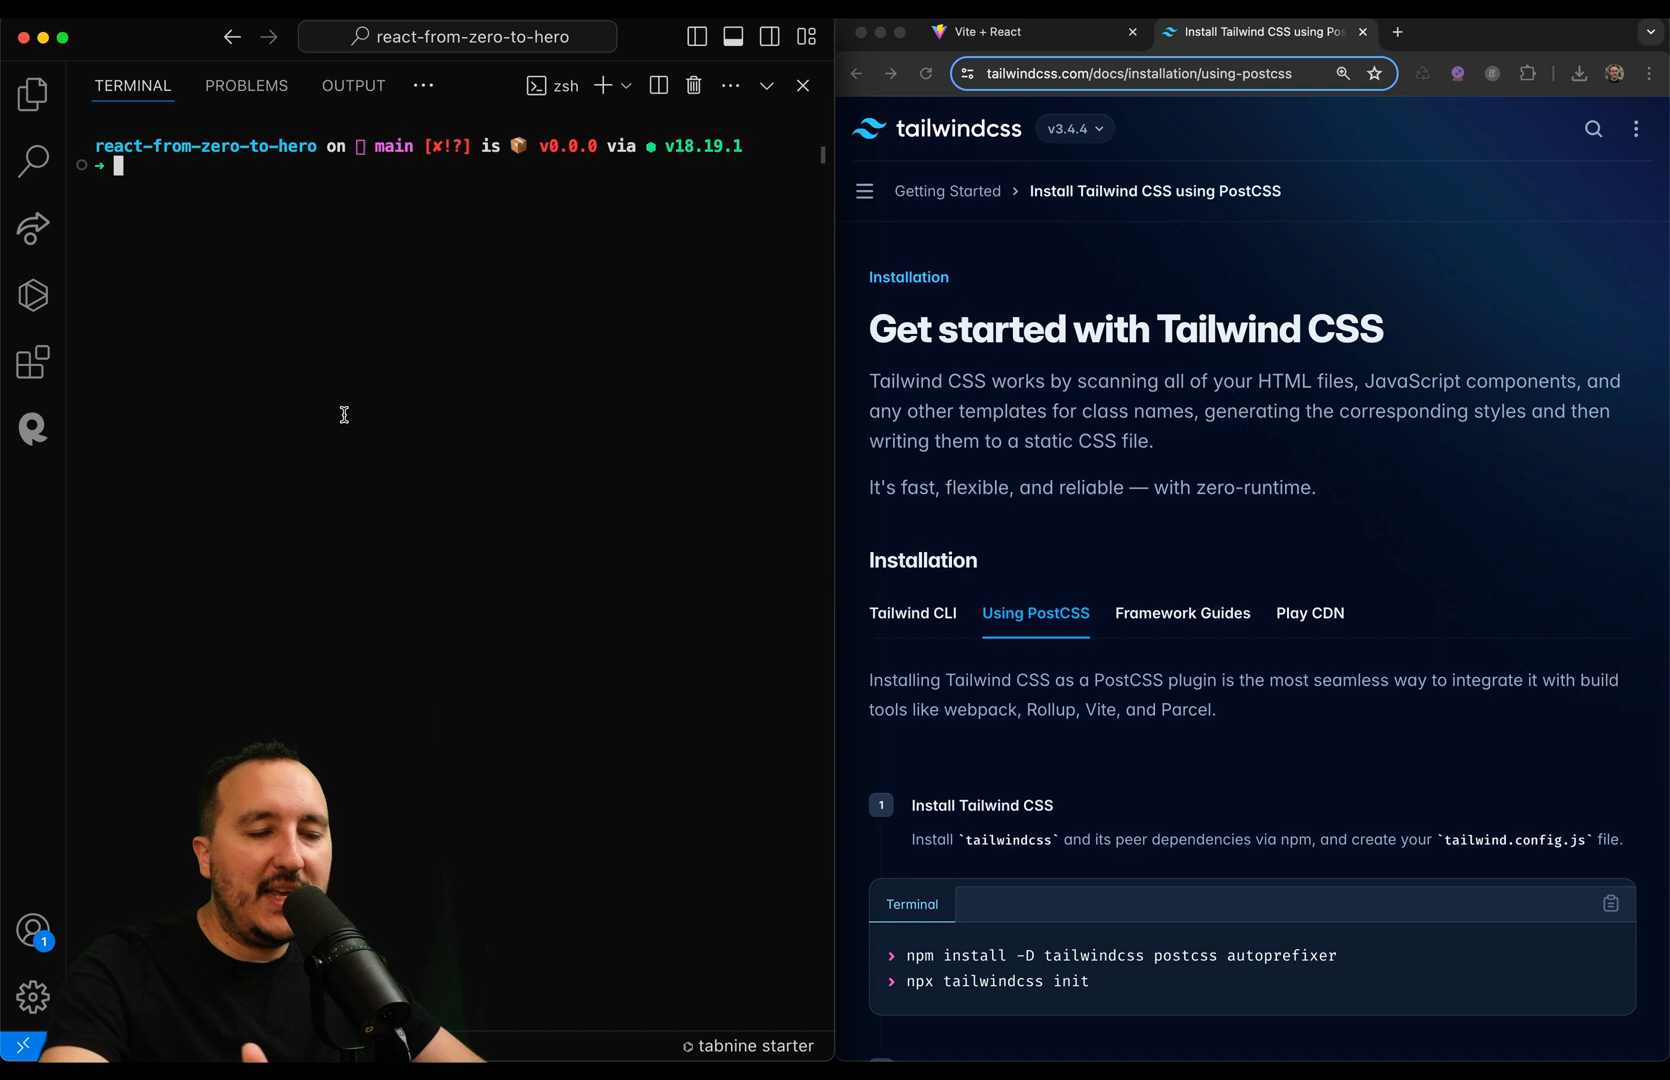 react-from-zero-to-hero
TERMINAL PROBLEMS OUTPUT ··· zsh
react-from-zero-to-hero on main [✘!?] is 📦 v0.0.0 via ⬢ v18.19.1
➜
1
tabnine starter
Vite + React
Install Tailwind CSS using Pos
tailwindcss.com/docs/installation/using-postcss
tailwindcss v3.4.4
Getting Started › Install Tailwind CSS using PostCSS
Installation
Get started with Tailwind CSS
Tailwind CSS works by scanning all of your HTML files, JavaScript components, and
any other templates for class names, generating the corresponding styles and then
writing them to a static CSS file.
It's fast, flexible, and reliable — with zero-runtime.
Installation
Tailwind CLI Using PostCSS Framework Guides Play CDN
Installing Tailwind CSS as a PostCSS plugin is the most seamless way to integrate it with build
tools like webpack, Rollup, Vite, and Parcel.
1 Install Tailwind CSS
Install `tailwindcss` and its peer dependencies via npm, and create your `tailwind.config.js` file.
Terminal
› npm install -D tailwindcss postcss autoprefixer
› npx tailwindcss init